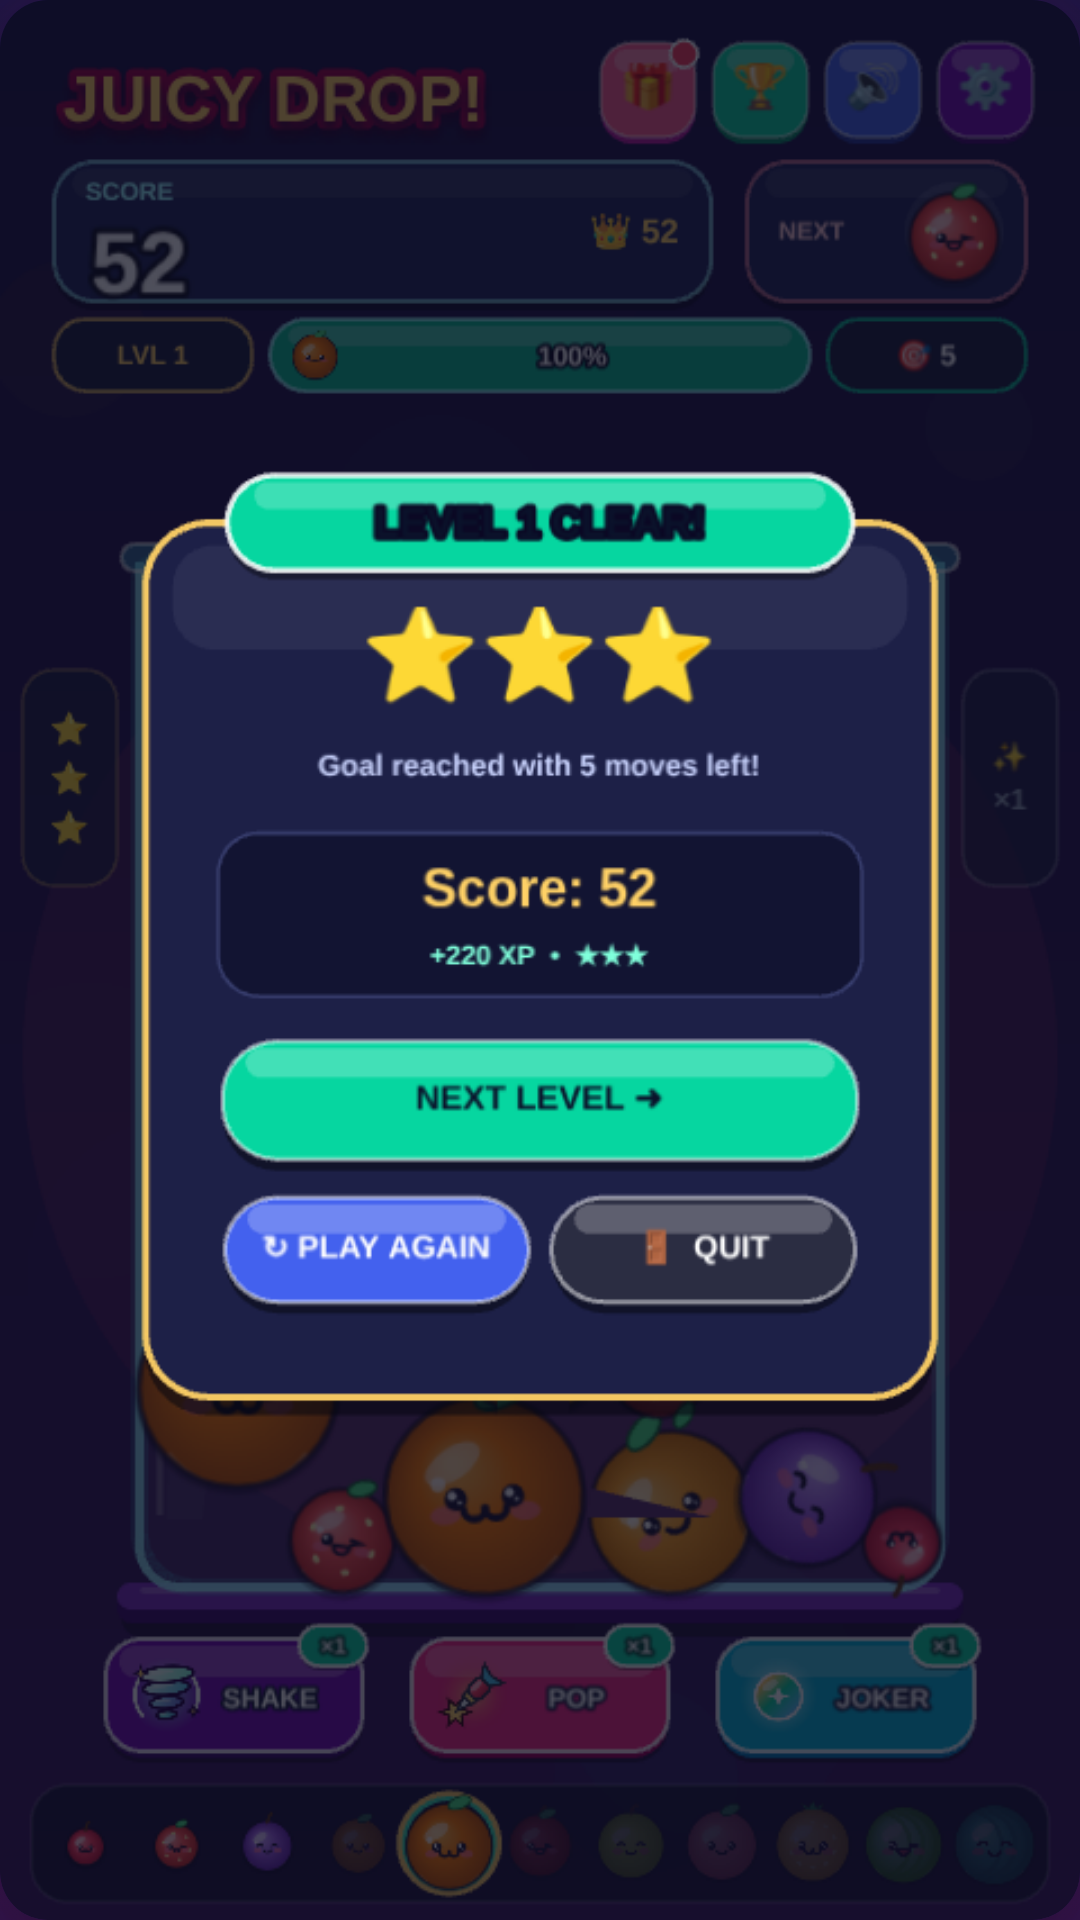 JUICY DROP!
SCORE
52
👑 52
NEXT
LVL 1
100%
🎯 5
LEVEL 1 CLEAR!
Goal reached with 5 moves left!
×1
Score: 52
+220 XP • ★★★
NEXT LEVEL ➜
↻ PLAY AGAIN
🚪 QUIT
×1
×1
×1
SHAKE
POP
JOKER